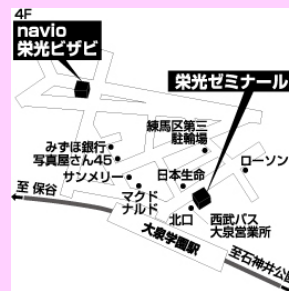 4F
navio
栄光ビザビ
栄光ゼミナール
練馬区第三
駐輪場
みずほ銀行
写真屋さん45
ローソン
サンメリー
日本生命
マクド
ナルド
至 保谷
北口
西武バス
大泉営業所
大泉学園駅
至石神井公